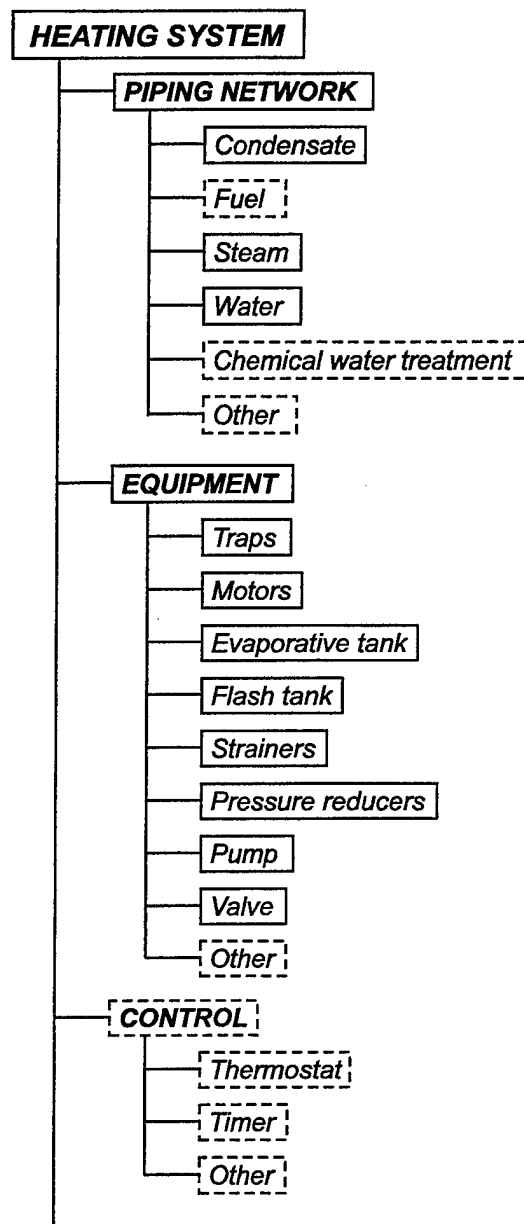 HEATING SYSTEM
PIPING NETWORK
Condensate
Fuel
Steam
Water
Chemical water treatment
Other
EQUIPMENT
Traps
Motors
Evaporative tank
Flash tank
Strainers
Pressure reducers
Pump
Valve
Other
CONTROL
Thermostat
Timer
Other